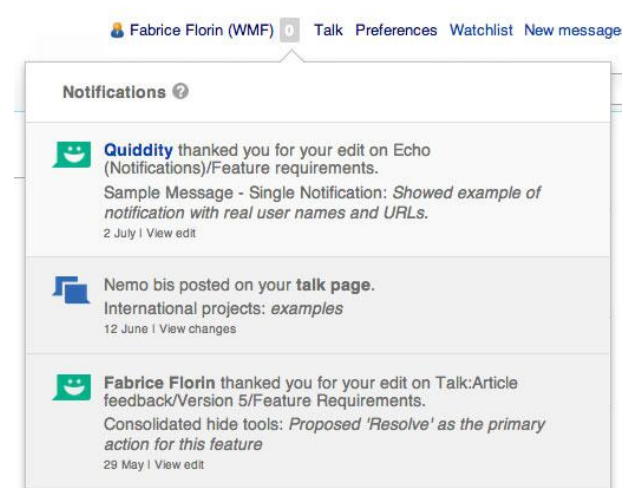 Fabrice Florin (WMF) 0 Talk Preferences Watchlist New message
Notifications ?
Quiddity thanked you for your edit on Echo
(Notifications)/Feature requirements.
Sample Message - Single Notification: Showed example of
notification with real user names and URLs.
2 July | View edit
Nemo bis posted on your talk page.
International projects: examples
12 June | View changes
Fabrice Florin thanked you for your edit on Talk:Article
feedback/Version 5/Feature Requirements.
Consolidated hide tools: Proposed 'Resolve' as the primary
action for this feature
29 May | View edit